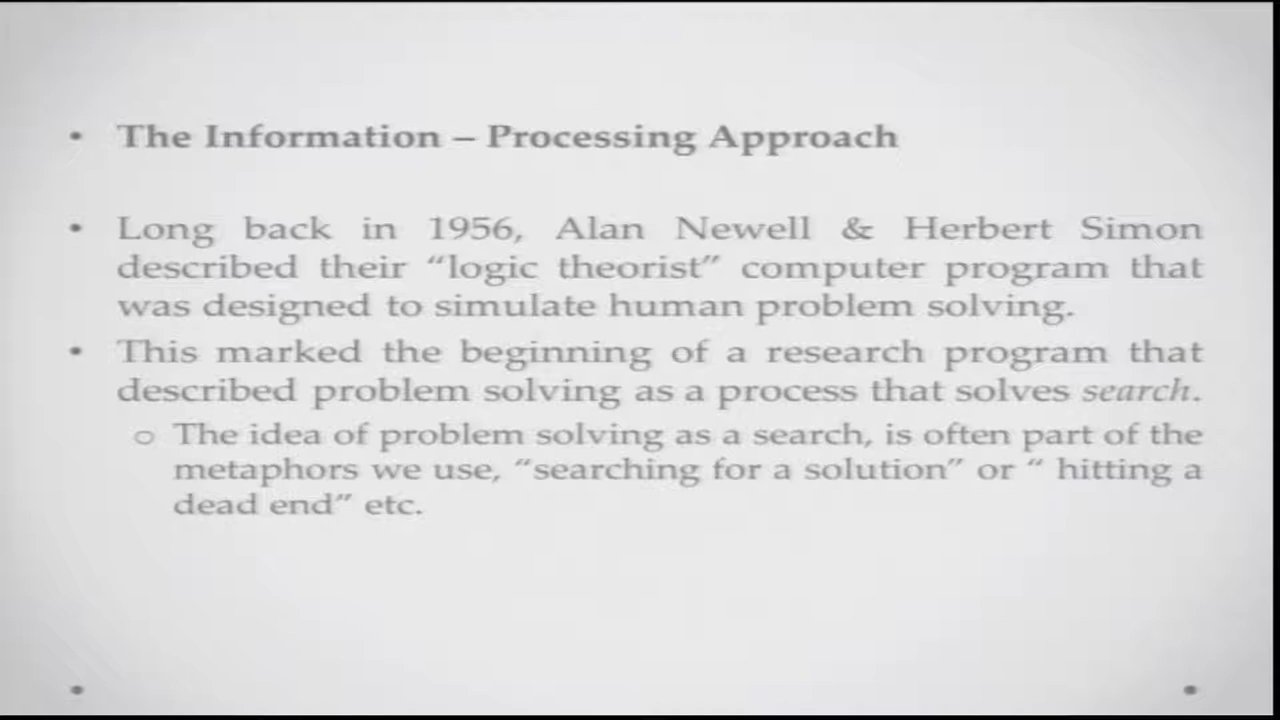 • The Information – Processing Approach
• Long back in 1956, Alan Newell & Herbert Simon
described their “logic theorist” computer program that
was designed to simulate human problem solving.
• This marked the beginning of a research program that
described problem solving as a process that solves search.
o The idea of problem solving as a search, is often part of the
metaphors we use, “searching for a solution” or “ hitting a
dead end” etc.